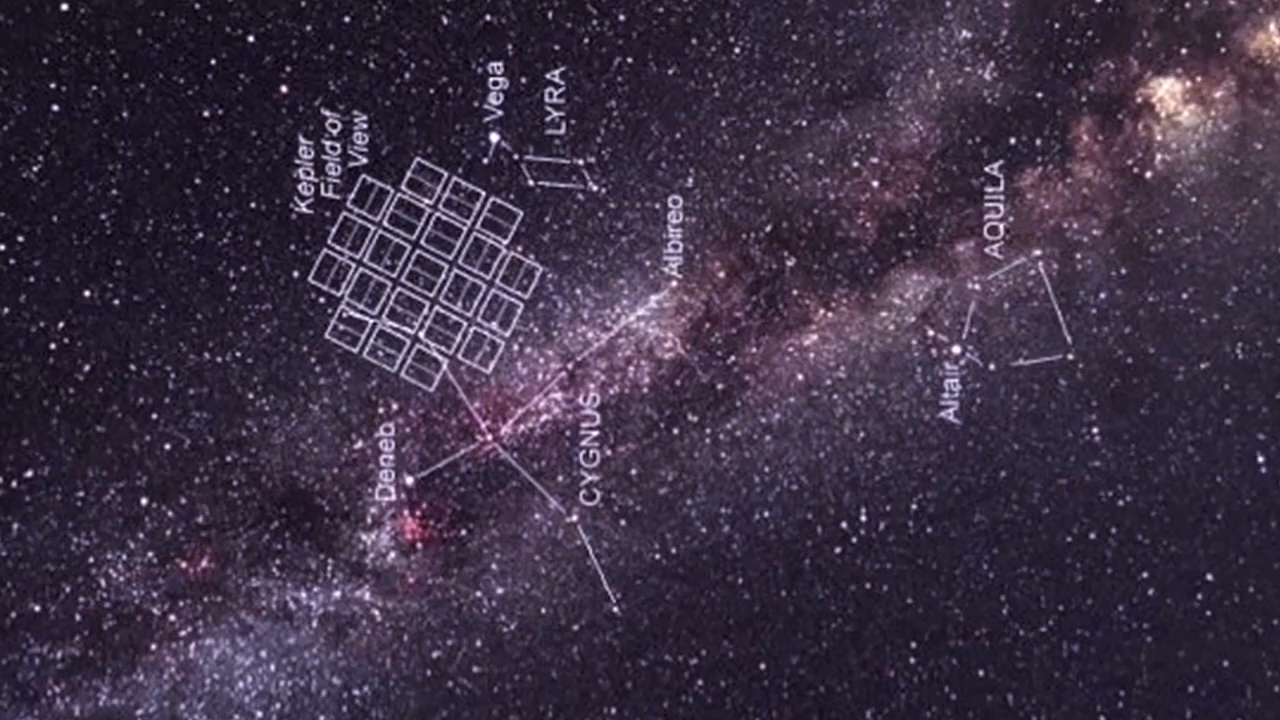 Kepler
Field of
View
Vega
LYRA
Albireo
AQUILA
Altair
Deneb
CYGNUS